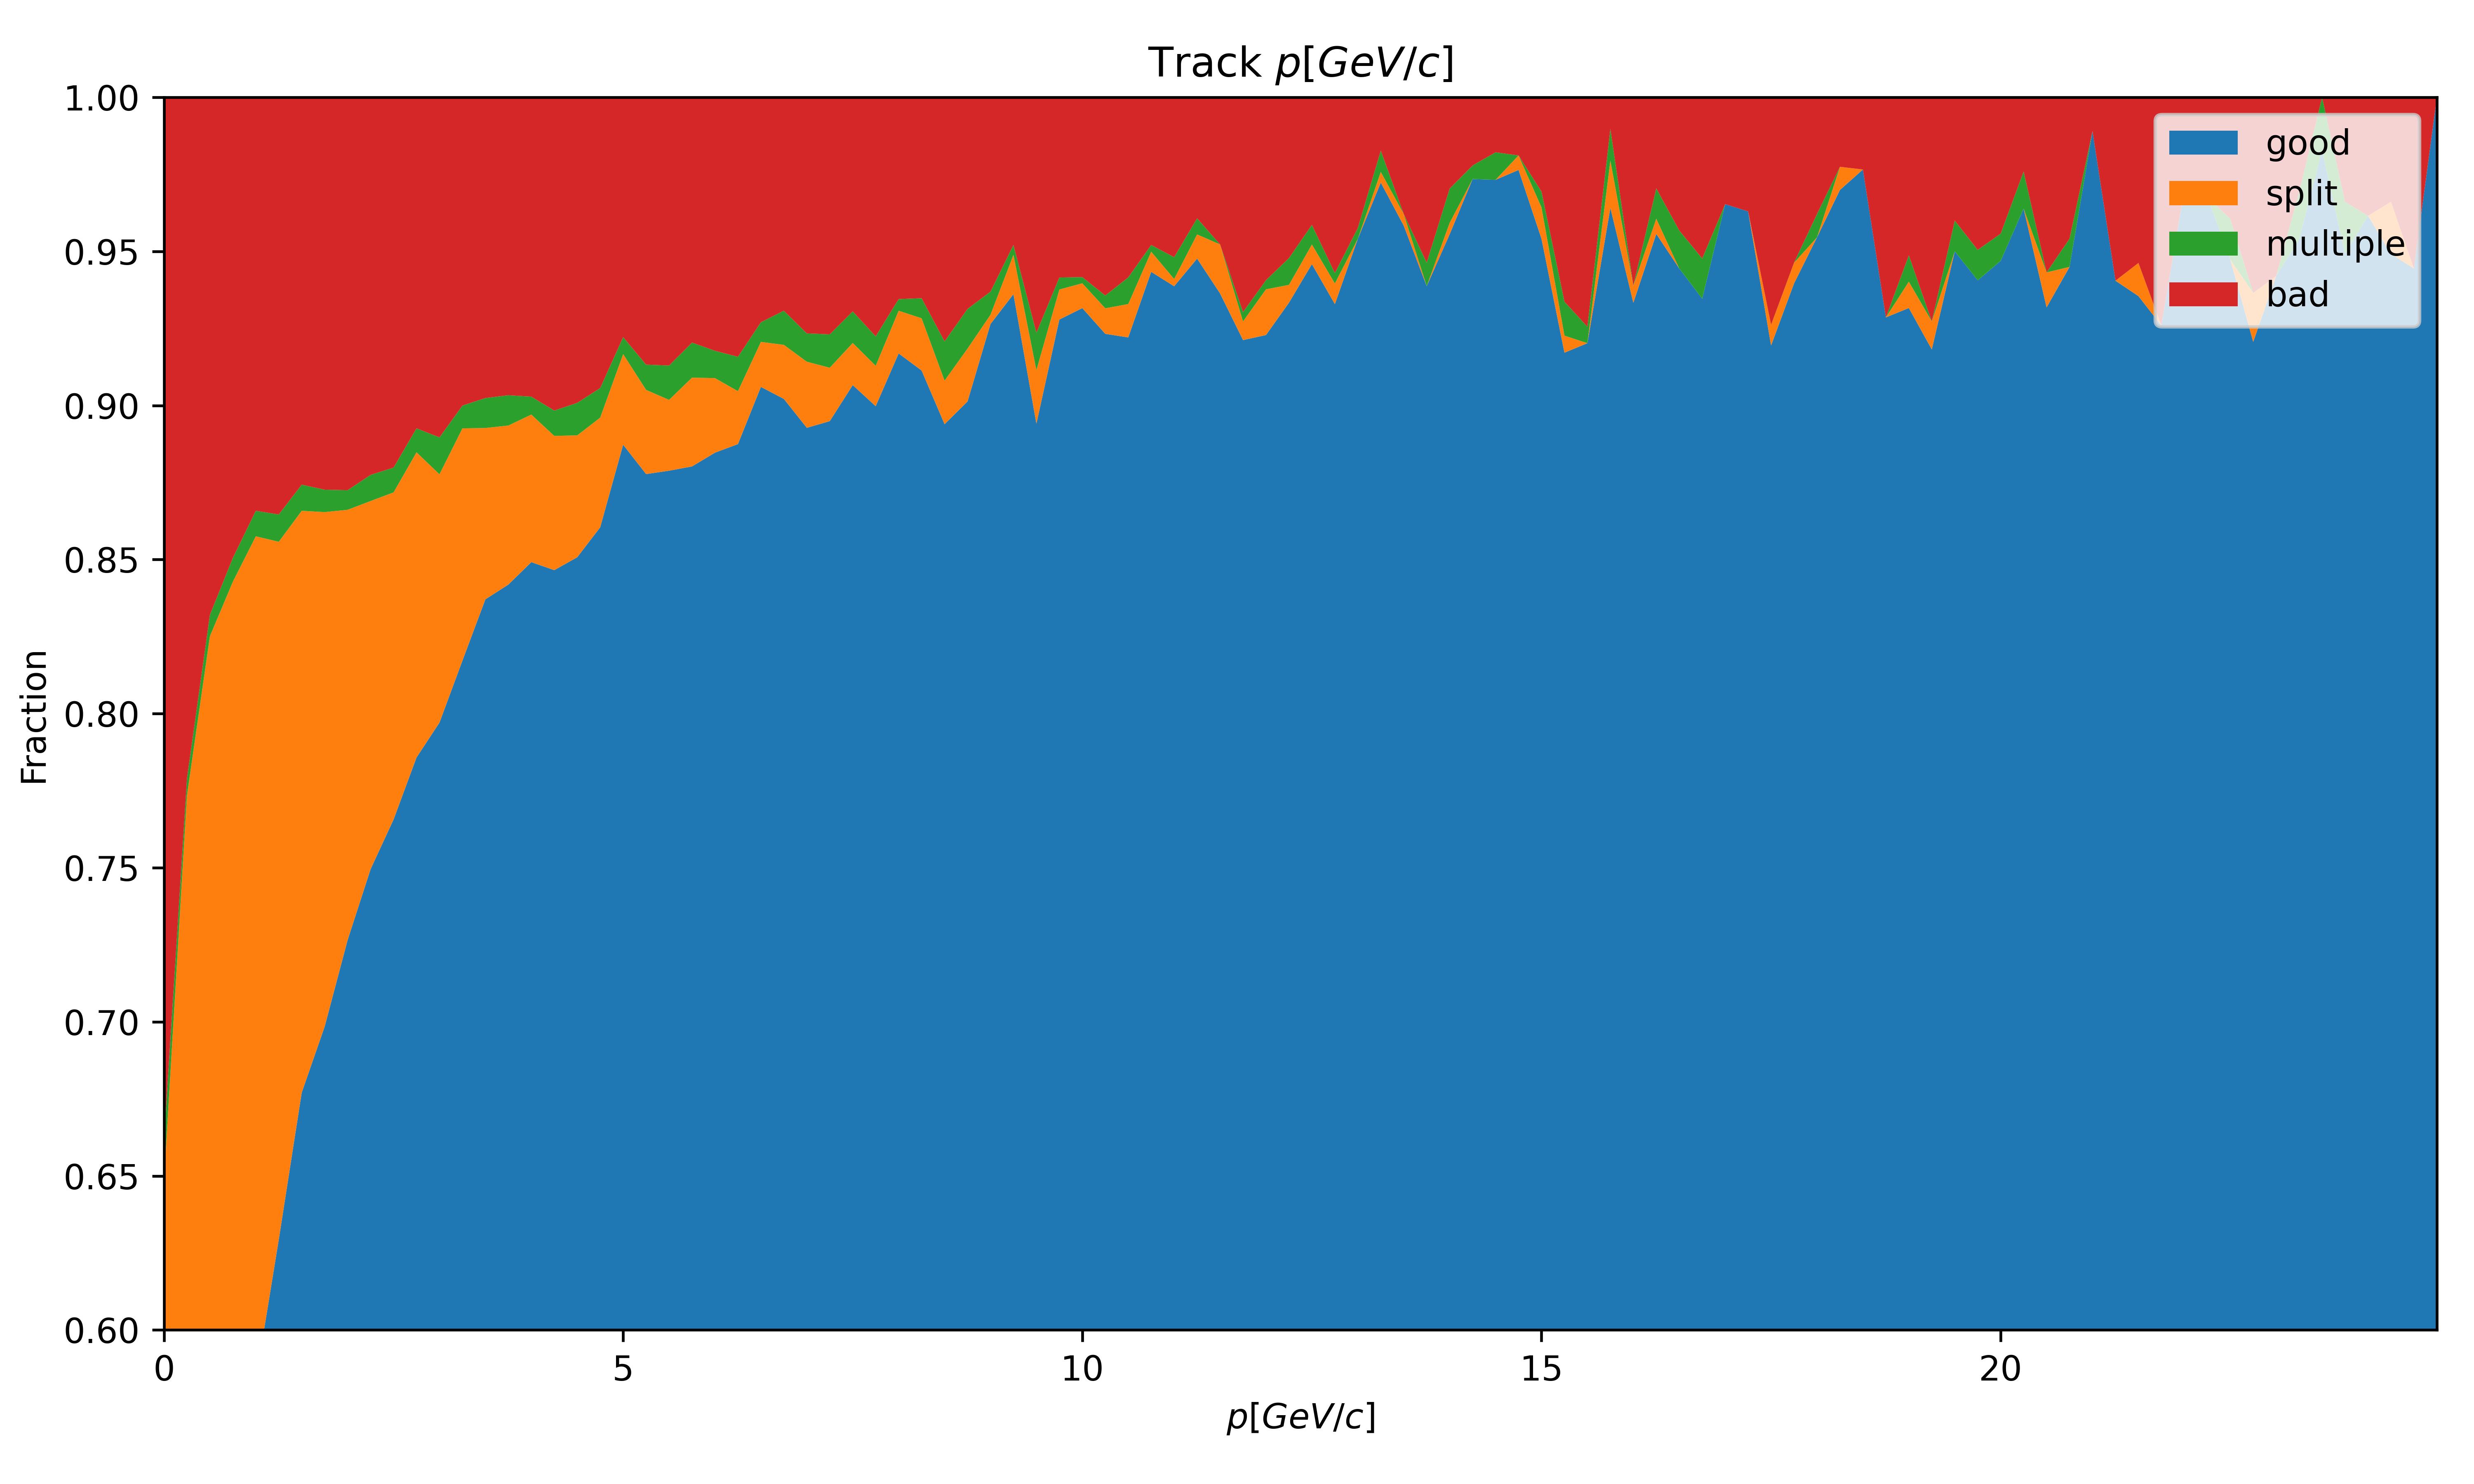 Track p[GeV/c]
1.00
0.95
0.90
0.85
0.80
0.75
0.70
0.65
0.60
Fraction
good
split
multiple
bad
0 5 10 15 20
p[GeV/c]